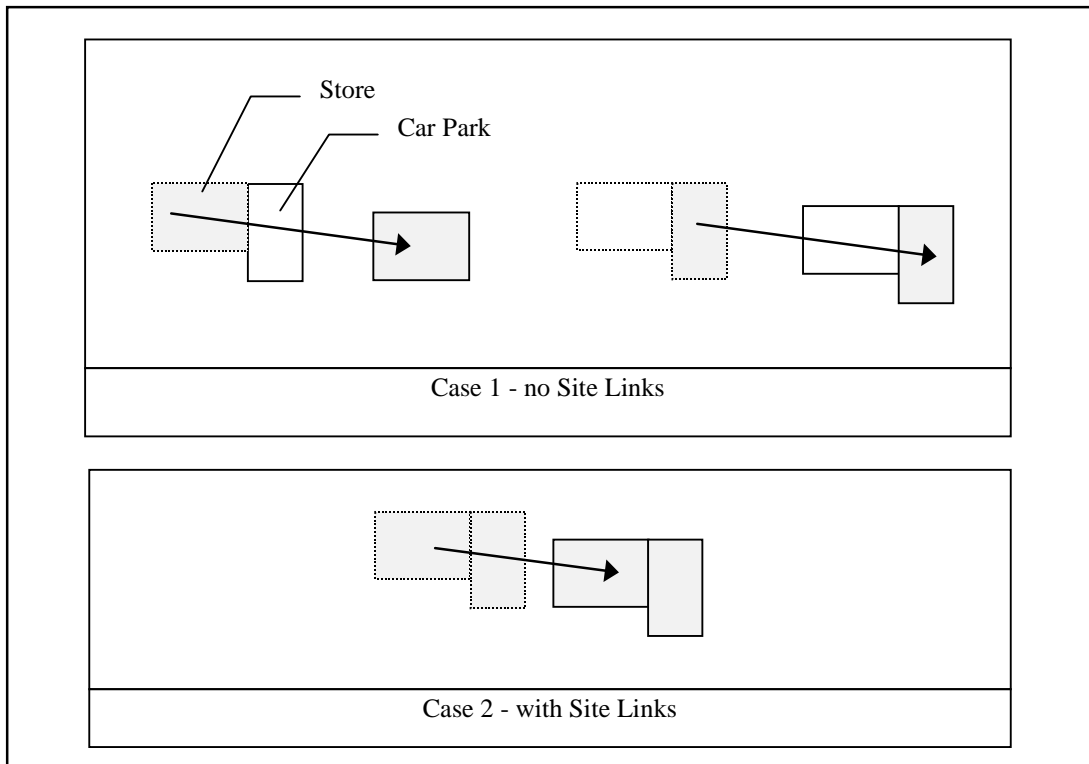 Store
Car Park
Case 1 - no Site Links
Case 2 - with Site Links